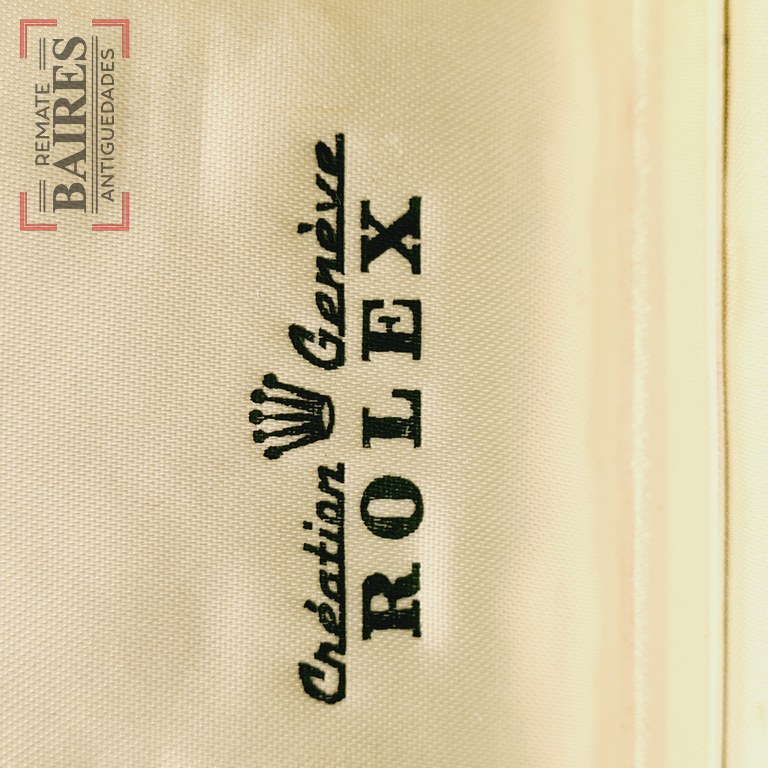 REMATE
BAIRES
ANTIGUEDADES
Création Genève
ROLEX